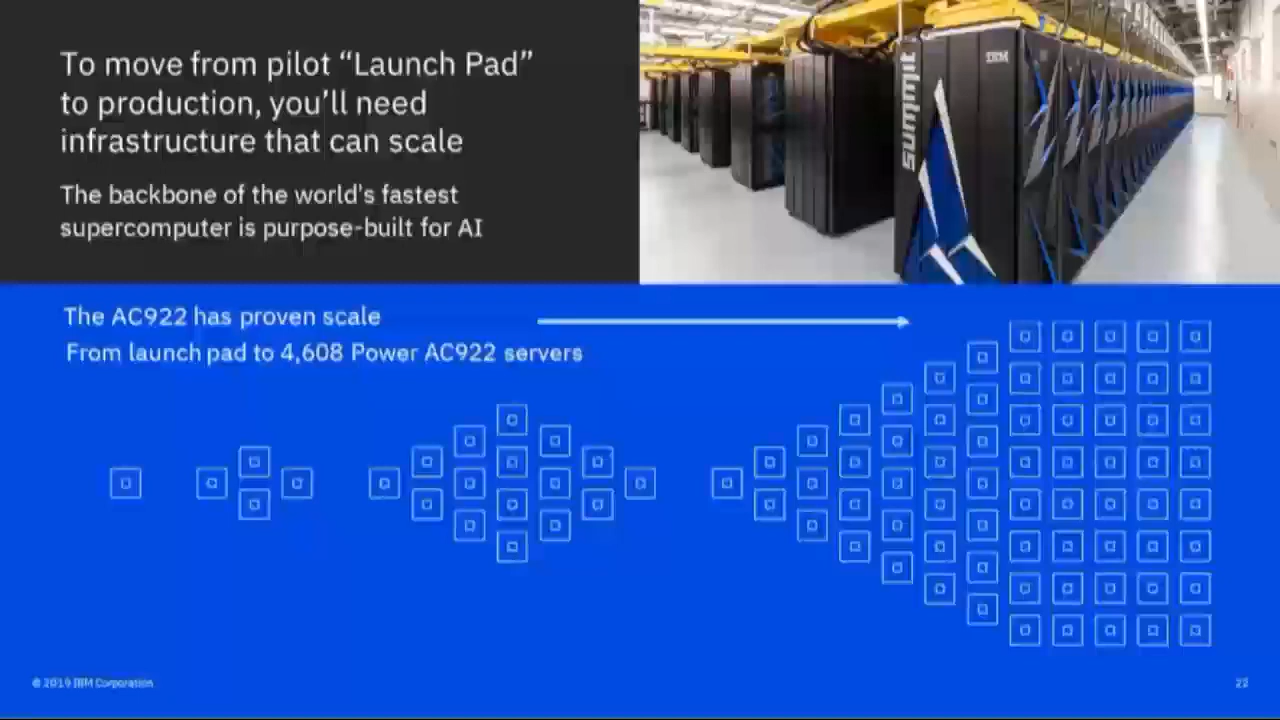 To move from pilot “Launch Pad”
to production, you’ll need
infrastructure that can scale
The backbone of the world's fastest
supercomputer is purpose-built for AI
summit
IBM
The AC922 has proven scale
From launch pad to 4,608 Power AC922 servers
© 2019 IBM Corporation
22